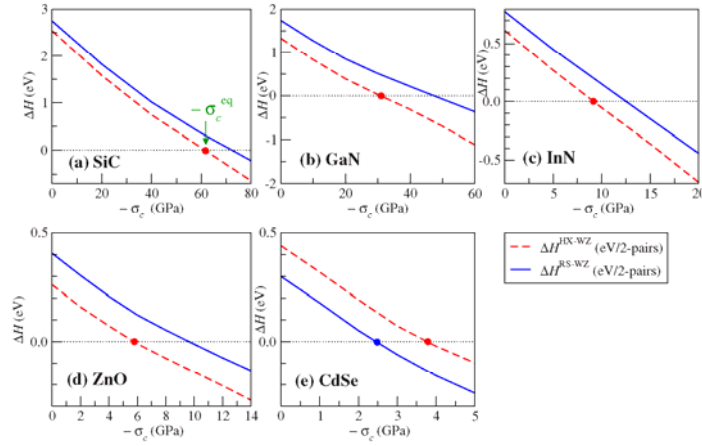 3
2
1
0
ΔH (eV)
− σc^eq
(a) SiC
0 20 40 60 80
− σc (GPa)
2
1
0
-1
-2
ΔH (eV)
(b) GaN
0 20 40 60
− σc (GPa)
0.5
0.0
-0.5
ΔH (eV)
(c) InN
0 10 20
− σc (GPa)
0.5
0.0
ΔH (eV)
(d) ZnO
0 2 4 6 8 10 12 14
− σc (GPa)
0.5
0.0
ΔH (eV)
(e) CdSe
0 1 2 3 4 5
− σc (GPa)
ΔH^HX-WZ (eV/2-pairs)
ΔH^RS-WZ (eV/2-pairs)